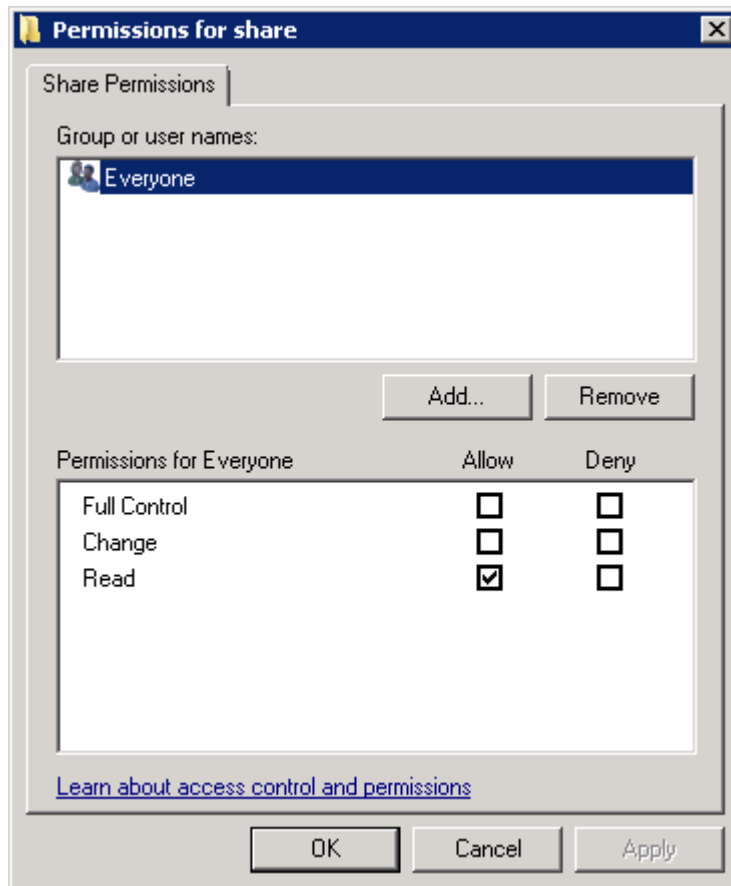 Permissions for share
Share Permissions
Group or user names:
Everyone
Add... Remove
Permissions for Everyone Allow Deny
Full Control
Change
Read
Learn about access control and permissions
OK Cancel Apply